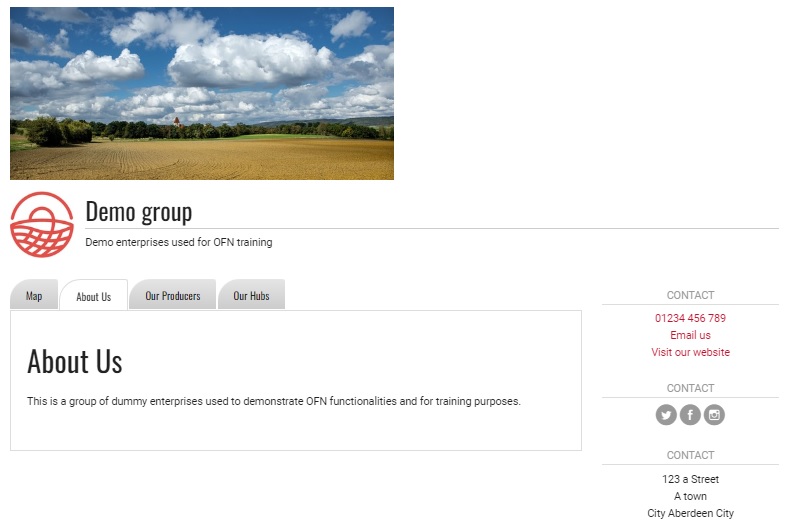 Demo group
Demo enterprises used for OFN training
Map
About Us
Our Producers
Our Hubs
About Us
This is a group of dummy enterprises used to demonstrate OFN functionalities and for training purposes.
CONTACT
01234 456 789
Email us
Visit our website
CONTACT
CONTACT
123 a Street
A town
City Aberdeen City